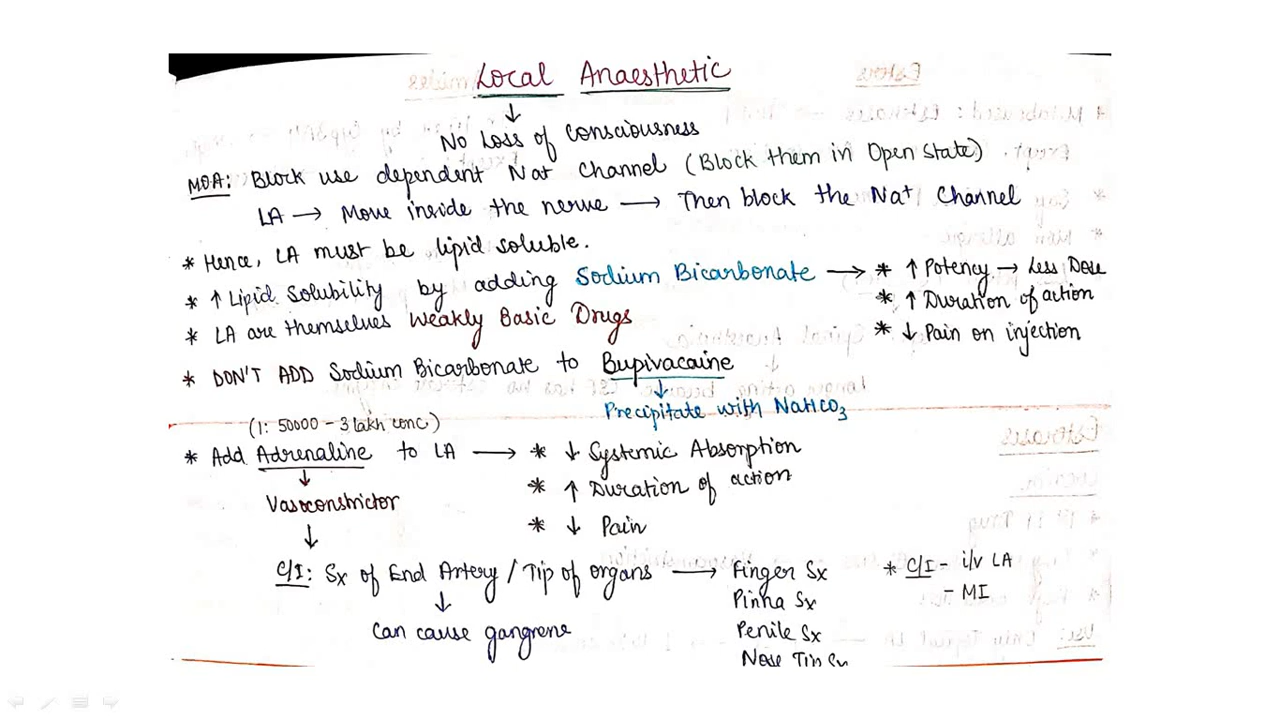 Local Anaesthetic
↓
No Loss of Consciousness
MOA: Block use dependent Na+ Channel (Block them in Open State)
LA → Move inside the nerve → Then block the Na+ Channel
* Hence, LA must be lipid soluble.
* ↑ Lipid Solubility by adding Sodium Bicarbonate → * ↑ Potency → Less Dose
* ↑ Duration of action
* ↓ Pain on injection
* LA are themselves Weakly Basic Drugs
* DON'T ADD Sodium Bicarbonate to Bupivacaine
↓
Precipitate with NaHCO3
(1: 50000 - 3 lakh conc)
* Add Adrenaline to LA → * ↓ Systemic Absorption
* ↑ Duration of action
* ↓ Pain
↓
Vasoconstrictor
↓
C/I: Sx of End Artery / Tip of organs → Finger Sx
Pinna Sx
Penile Sx
Nose Tip Sx
↓
Can cause gangrene
* C/I - i/v LA
- MI